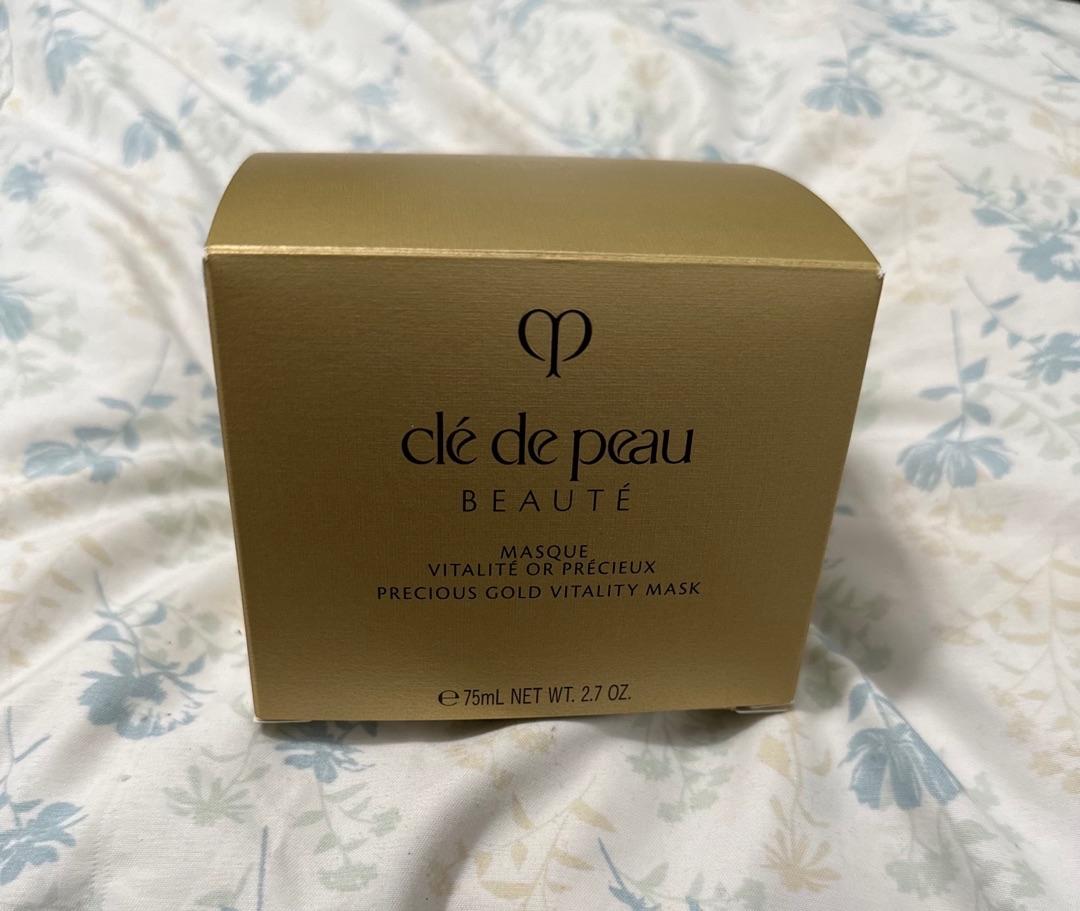 clé de peau
BEAUTÉ
MASQUE
VITALITÉ OR PRÉCIEUX
PRECIOUS GOLD VITALITY MASK
℮ 75mL NET WT. 2.7 OZ.